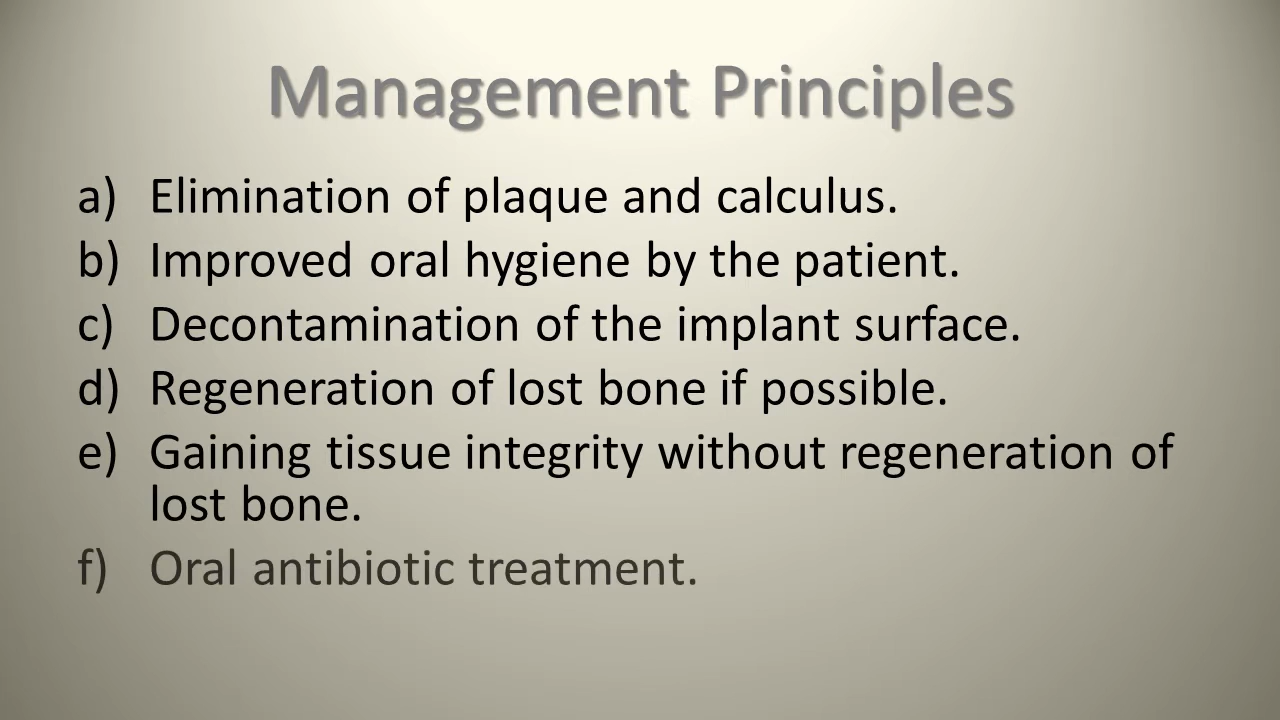 Management Principles
a) Elimination of plaque and calculus.
b) Improved oral hygiene by the patient.
c) Decontamination of the implant surface.
d) Regeneration of lost bone if possible.
e) Gaining tissue integrity without regeneration of
lost bone.
f) Oral antibiotic treatment.